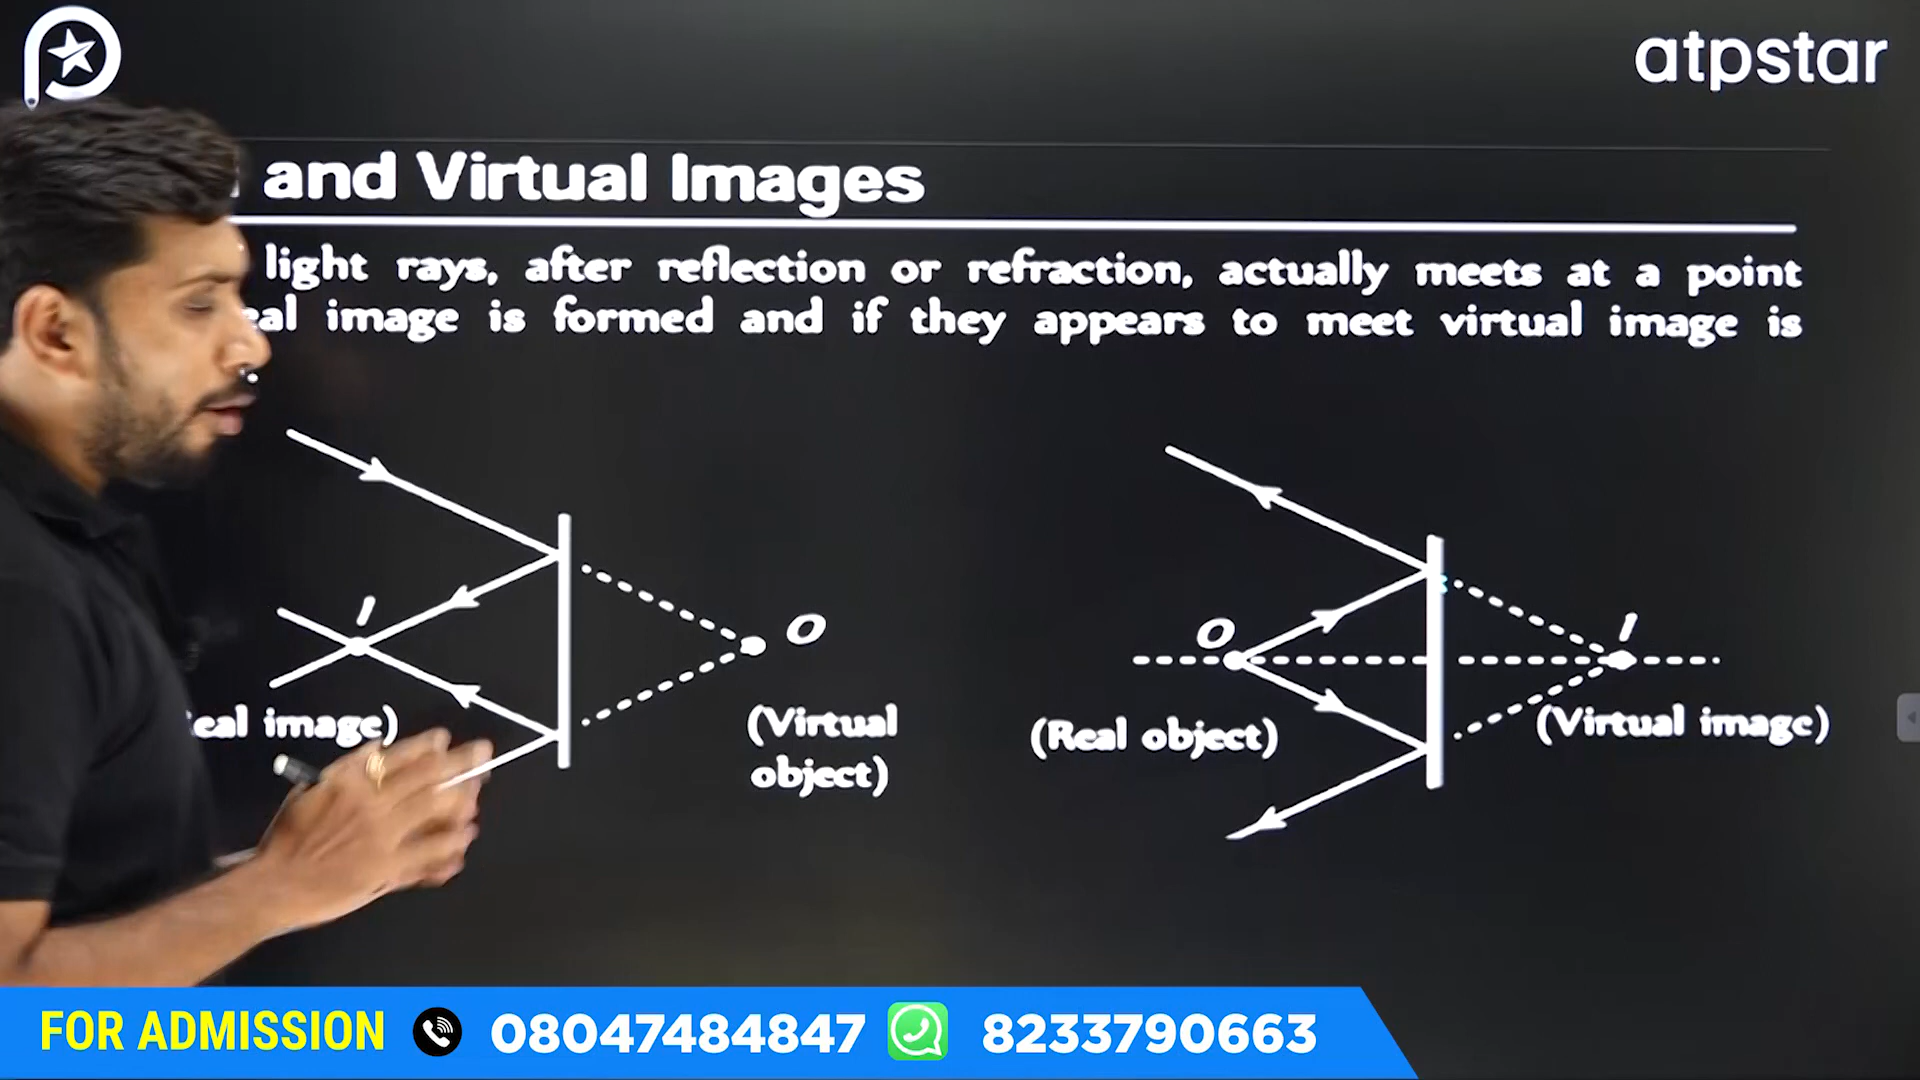 atpstar
and Virtual Images
light rays, after reflection or refraction, actually meets at a point
image is formed and if they appears to meet virtual image is
I
O
image)
(Virtual
object)
O
I
(Real object)
(Virtual image)
FOR ADMISSION 08047484847 8233790663